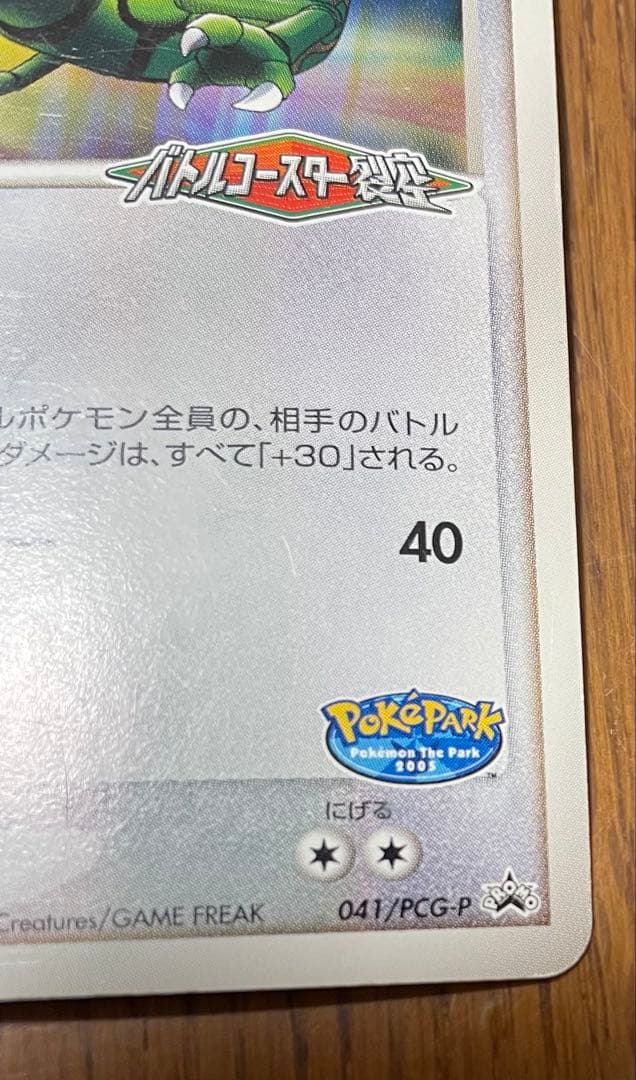 バトルコースター裂空
ルポケモン全員の、相手のバトル
ダメージは、すべて「+30」される。
40
POKéPARK
Pokémon The Park
2005
™
にげる
Creatures/GAME FREAK
041/PCG-P
PROMO